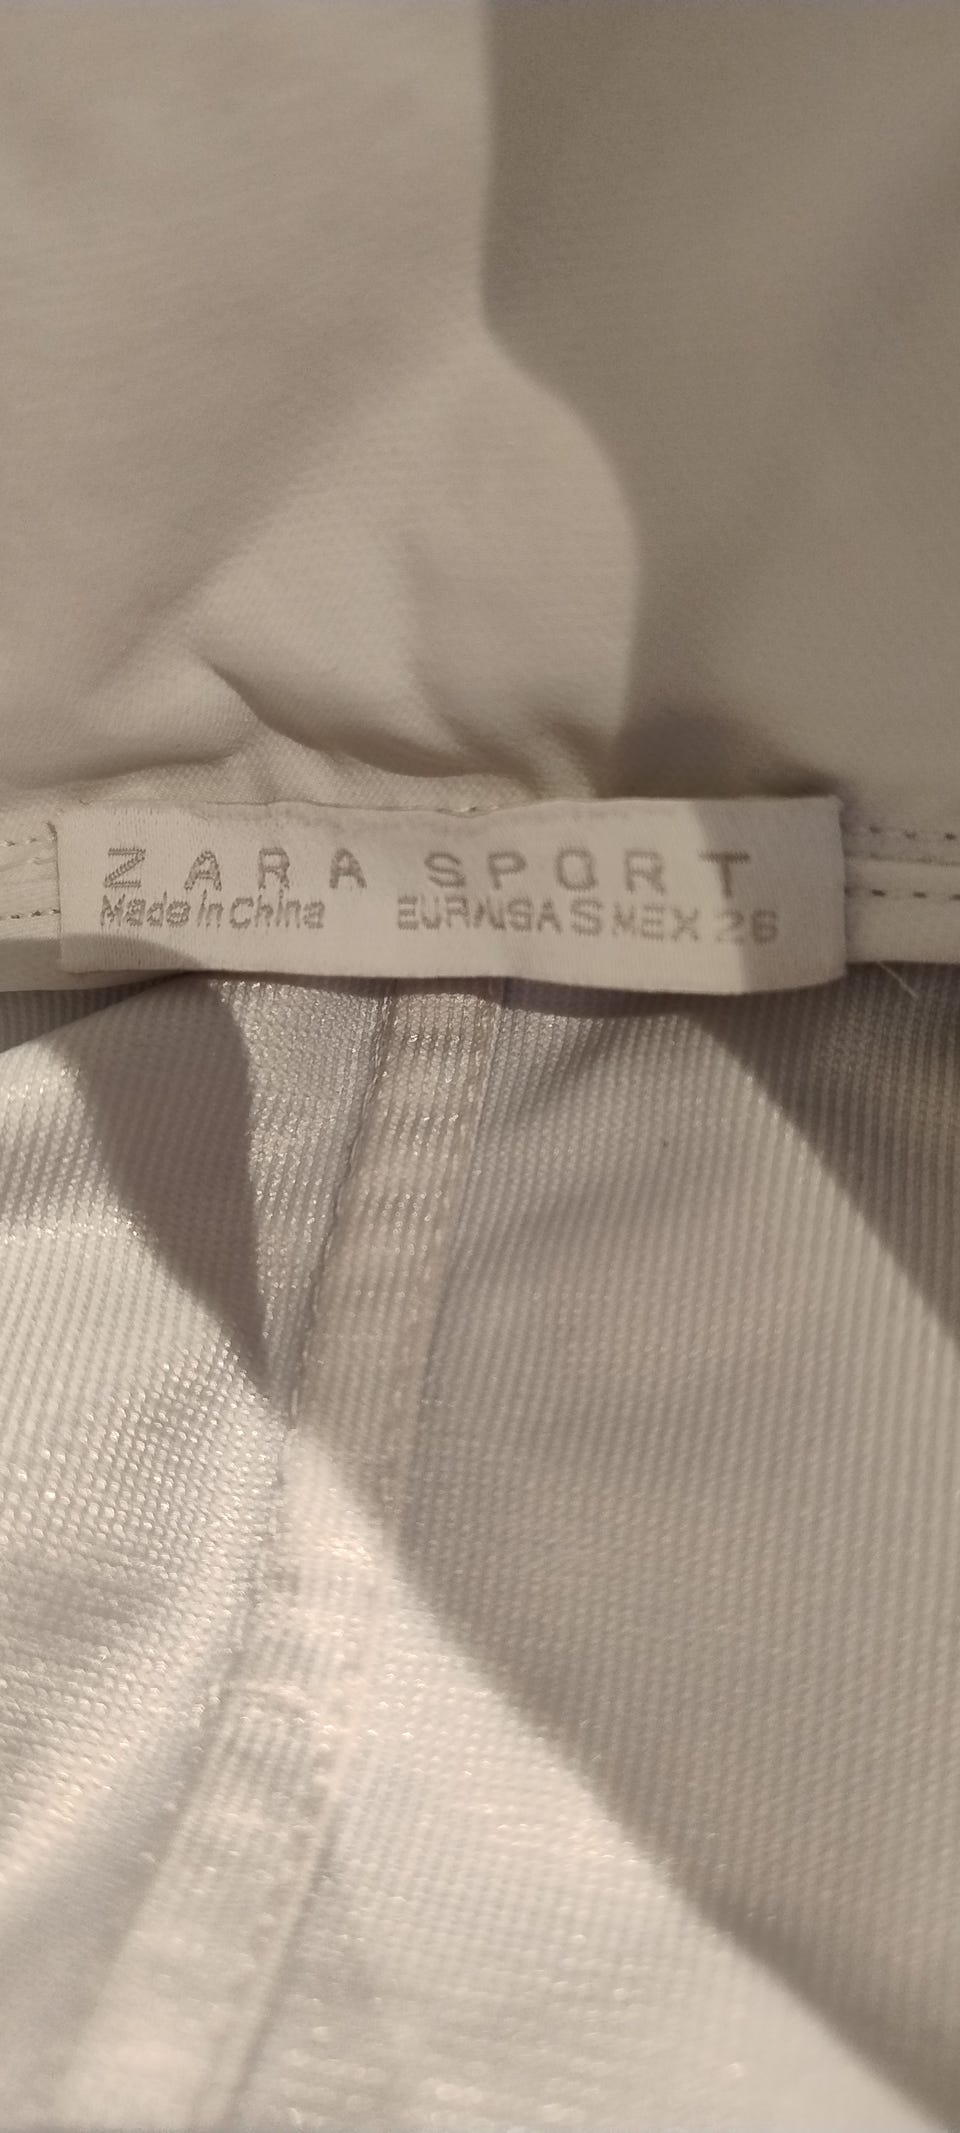 ZARA SPORT
Made in China EUR/USA S MEX 26